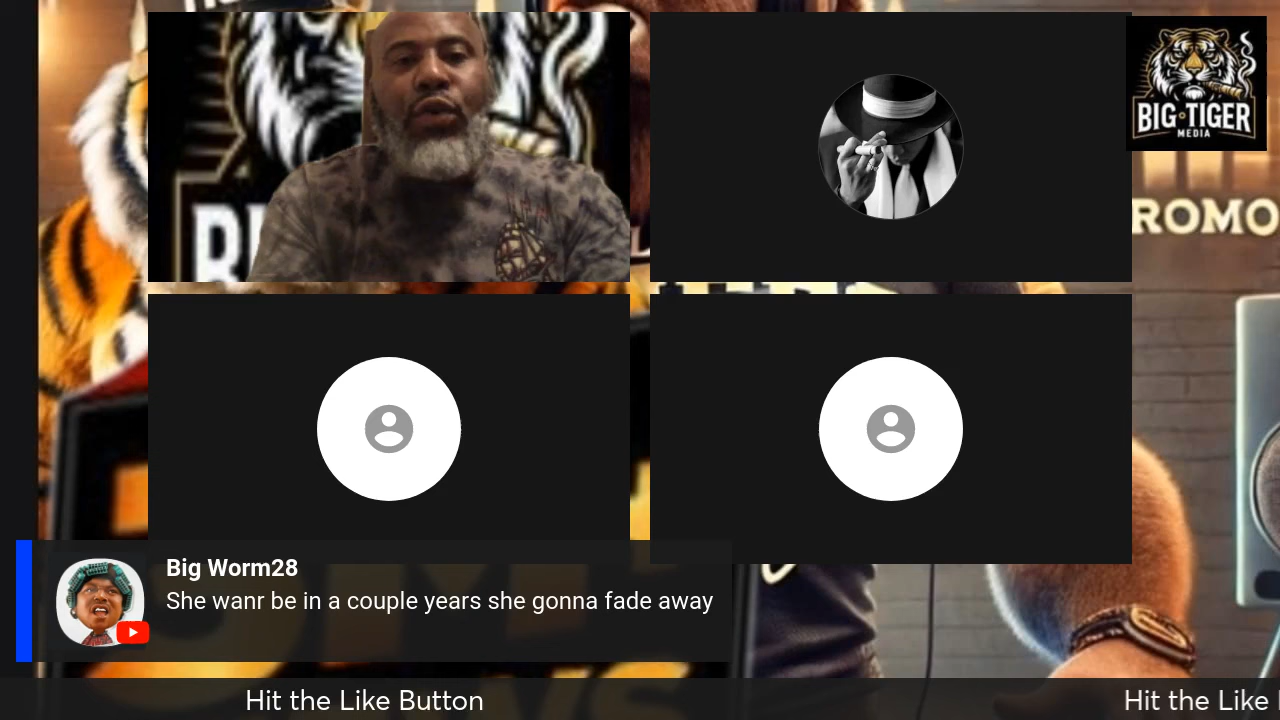 BIG TIGER
MEDIA
ROMO
Big Worm28
She wanr be in a couple years she gonna fade away
Hit the Like Button
Hit the Like